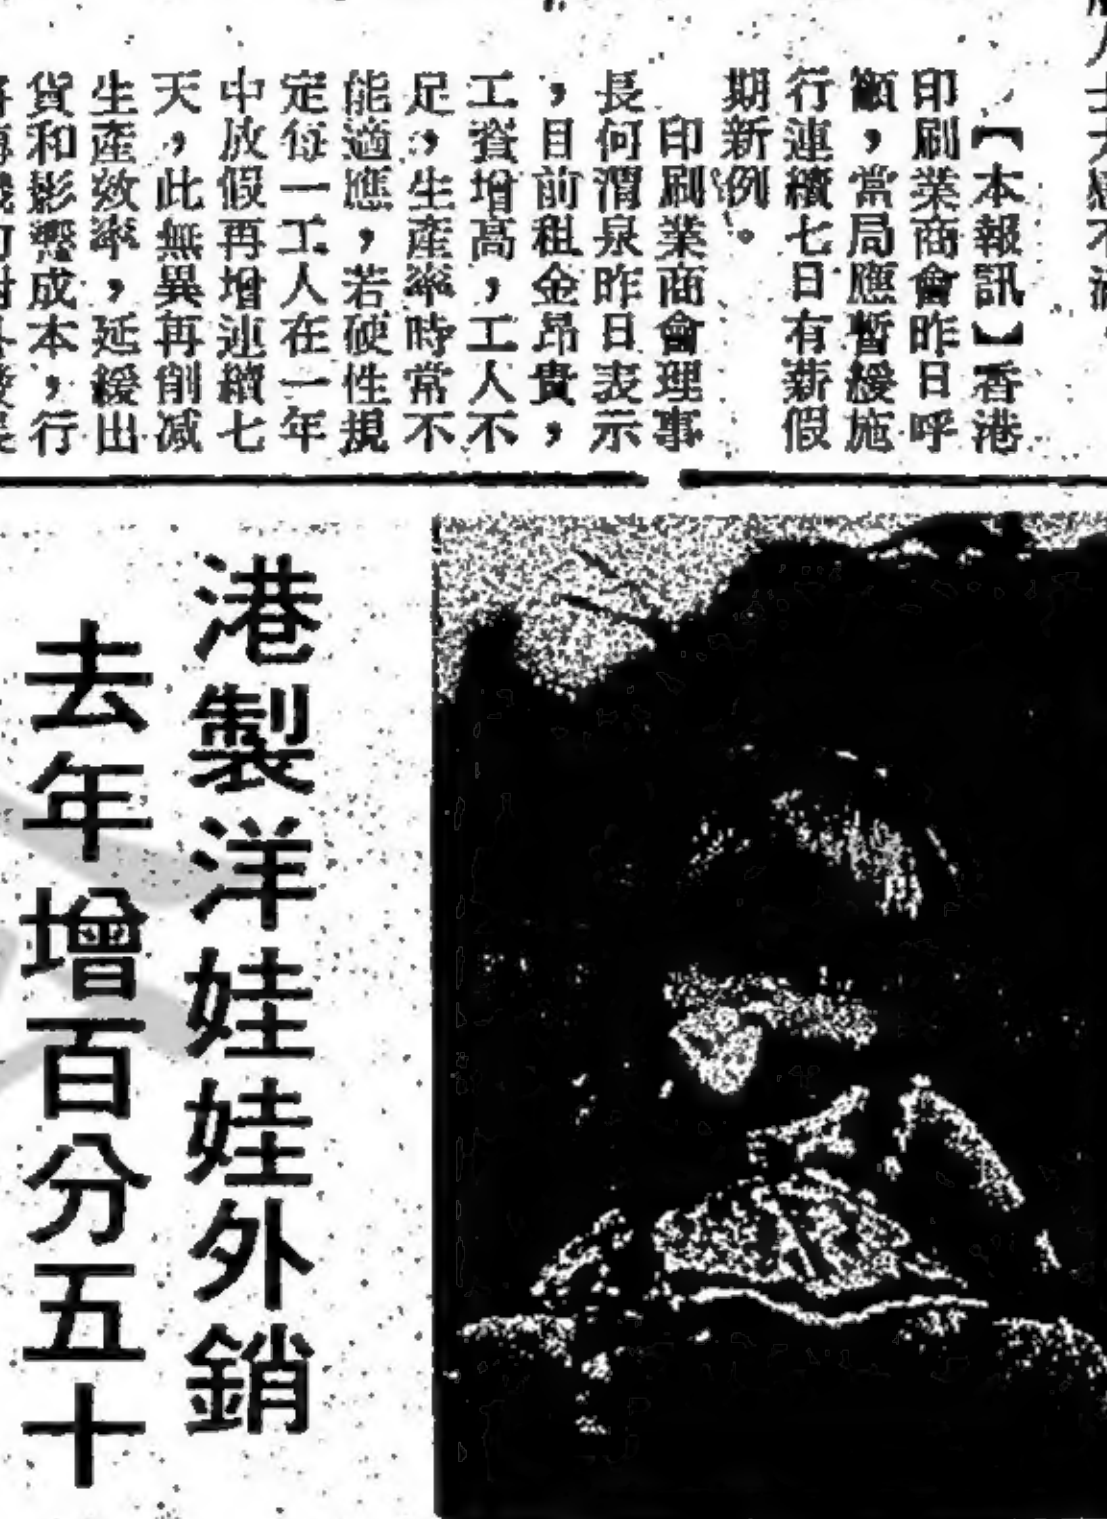 【本報訊】香港
印刷業商會昨日呼
籲，當局應暫緩施
行連續七日有薪假
期新例。
印刷業商會理事
長何渭泉昨日表示
，目前租金昂貴，
工資增高，工人不
足，生產率時常不
能適應，若硬性規
定每一工人在一年
中放假再增連續七
天，此無異再削减
生產效率，延緩出
貨和影響成本，行
港製洋娃娃外銷
去年增百分五十